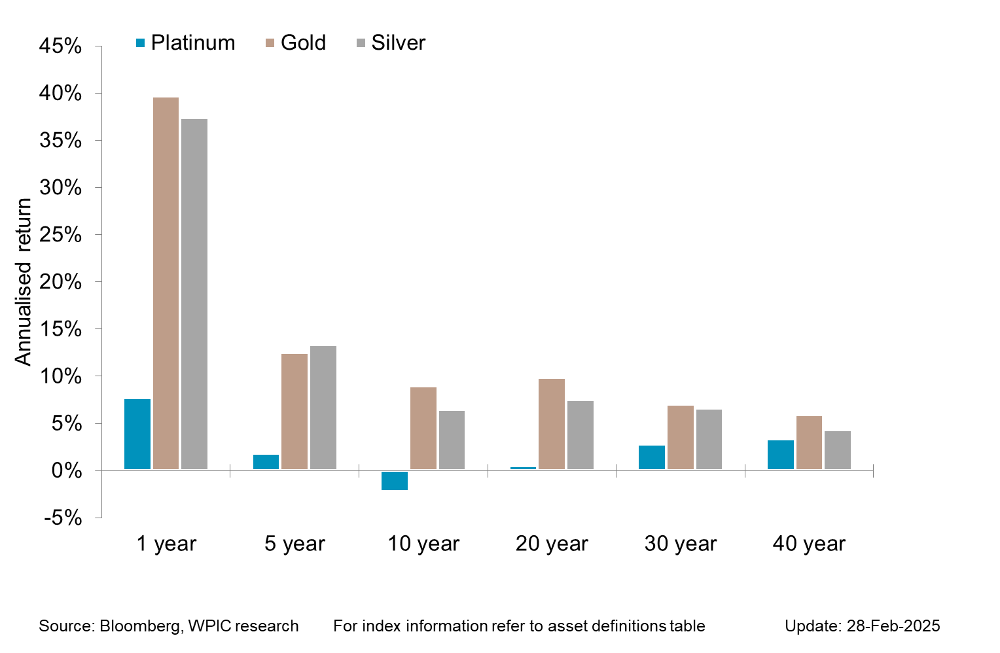 Platinum Gold Silver
45%
40%
35%
30%
25%
20%
15%
10%
5%
0%
-5%
Annualised return
1 year 5 year 10 year 20 year 30 year 40 year
Source: Bloomberg, WPIC research For index information refer to asset definitions table Update: 28-Feb-2025